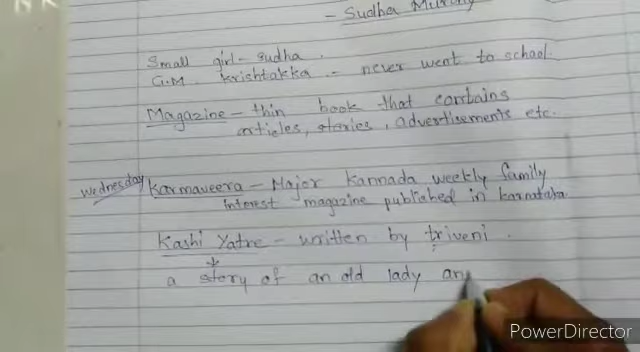 - Sudha Murthy
Small girl - sudha .
G.M. Krishtakka - never went to school
Magazine - thin book that contains
articles, stories, advertisements etc.
Wednesday
Karmaveera - Major Kannada weekly family
interest magazine published in karnataka
Kashi Yatre - written by triveni .
a story of an old lady an
PowerDirector